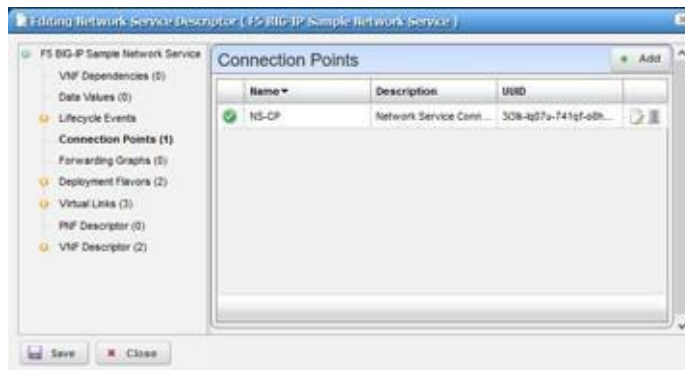 Editing Network Service Descriptor ( F5 BIG-IP Sample Network Service )
F5 BIG-IP Sample Network Service
VNF Dependencies (0)
Data Values (0)
Lifecycle Events
Connection Points (1)
Forwarding Graphs (0)
Deployment Flavors (2)
Virtual Links (3)
PNF Descriptor (0)
VNF Descriptor (2)
Connection Points
Add
Name Description UUID
NS-CP Network Service Conn...
Save Close